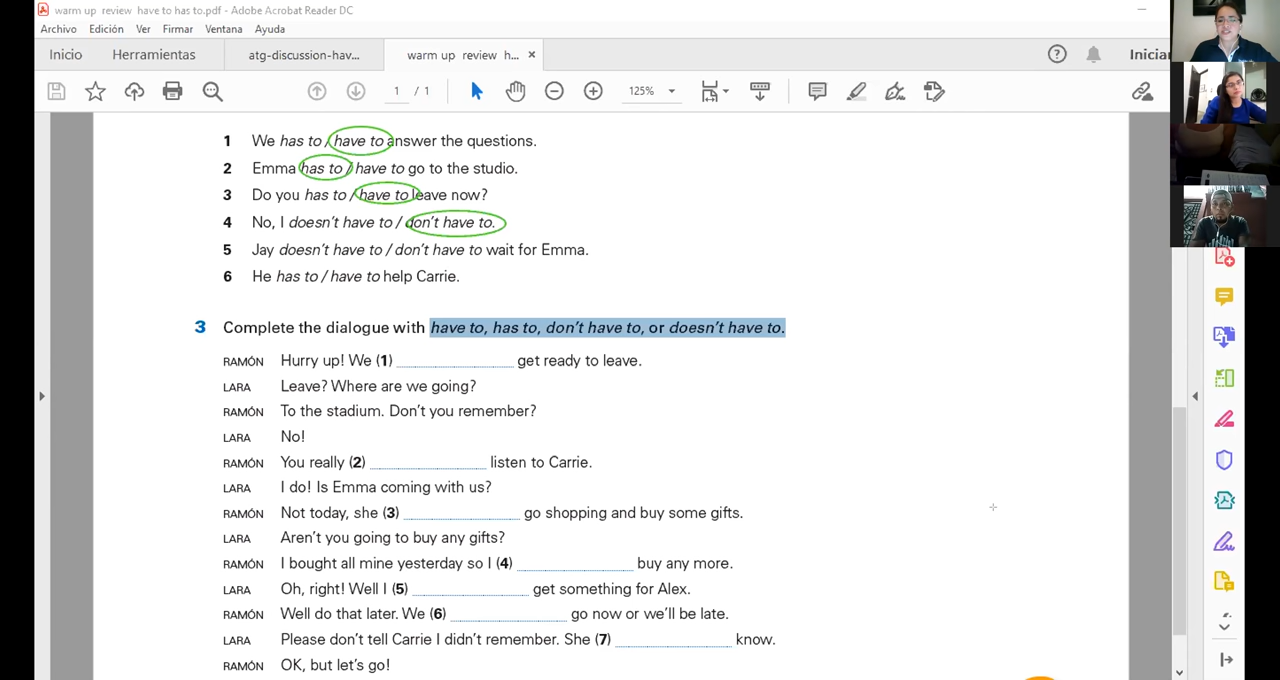 warm up review have to has to.pdf - Adobe Acrobat Reader DC
Archivo Edición Ver Firmar Ventana Ayuda
Inicio Herramientas atg-discussion-hav... warm up review h... × Iniciar
1 / 1 125%
1 We has to / have to answer the questions.
2 Emma has to / have to go to the studio.
3 Do you has to / have to leave now?
4 No, I doesn't have to / don't have to.
5 Jay doesn't have to / don't have to wait for Emma.
6 He has to / have to help Carrie.
3 Complete the dialogue with have to, has to, don't have to, or doesn't have to.
RAMÓN Hurry up! We (1) get ready to leave.
LARA Leave? Where are we going?
RAMÓN To the stadium. Don't you remember?
LARA No!
RAMÓN You really (2) listen to Carrie.
LARA I do! Is Emma coming with us?
RAMÓN Not today, she (3) go shopping and buy some gifts.
LARA Aren't you going to buy any gifts?
RAMÓN I bought all mine yesterday so I (4) buy any more.
LARA Oh, right! Well I (5) get something for Alex.
RAMÓN Well do that later. We (6) go now or we'll be late.
LARA Please don't tell Carrie I didn't remember. She (7) know.
RAMÓN OK, but let's go!